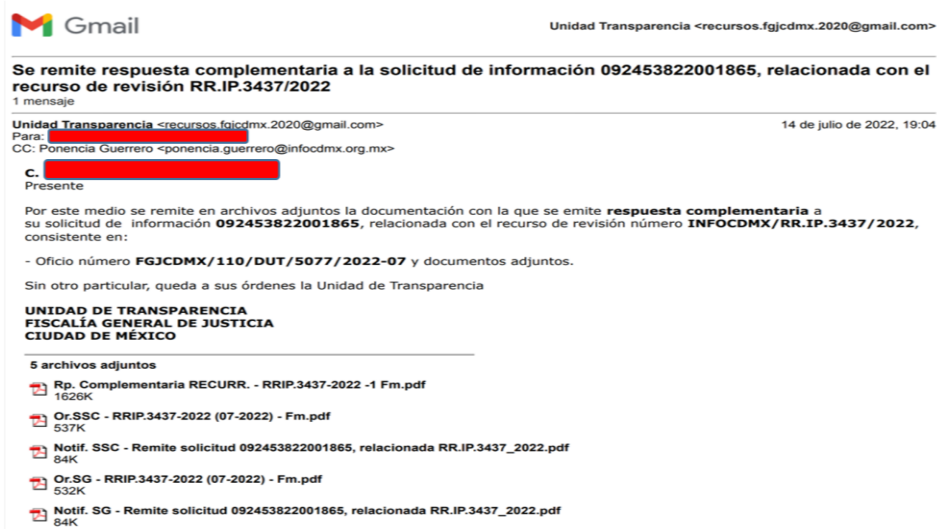 Gmail
Unidad Transparencia <recursos.fgjcdmx.2020@gmail.com>
Se remite respuesta complementaria a la solicitud de información 092453822001865, relacionada con el
recurso de revisión RR.IP.3437/2022
1 mensaje
Unidad Transparencia <recursos.fgjcdmx.2020@gmail.com>
14 de julio de 2022, 19:04
Para:
CC: Ponencia Guerrero <ponencia.guerrero@infocdmx.org.mx>
C.
Presente
Por este medio se remite en archivos adjuntos la documentación con la que se emite respuesta complementaria a
su solicitud de información 092453822001865, relacionada con el recurso de revisión número INFOCDMX/RR.IP.3437/2022,
consistente en:
- Oficio número FGJCDMX/110/DUT/5077/2022-07 y documentos adjuntos.
Sin otro particular, queda a sus órdenes la Unidad de Transparencia
UNIDAD DE TRANSPARENCIA
FISCALÍA GENERAL DE JUSTICIA
CIUDAD DE MÉXICO
5 archivos adjuntos
Rp. Complementaria RECURR. - RRIP.3437-2022 -1 Fm.pdf
1626K
Or.SSC - RRIP.3437-2022 (07-2022) - Fm.pdf
537K
Notif. SSC - Remite solicitud 092453822001865, relacionada RR.IP.3437_2022.pdf
84K
Or.SG - RRIP.3437-2022 (07-2022) - Fm.pdf
532K
Notif. SG - Remite solicitud 092453822001865, relacionada RR.IP.3437_2022.pdf
84K